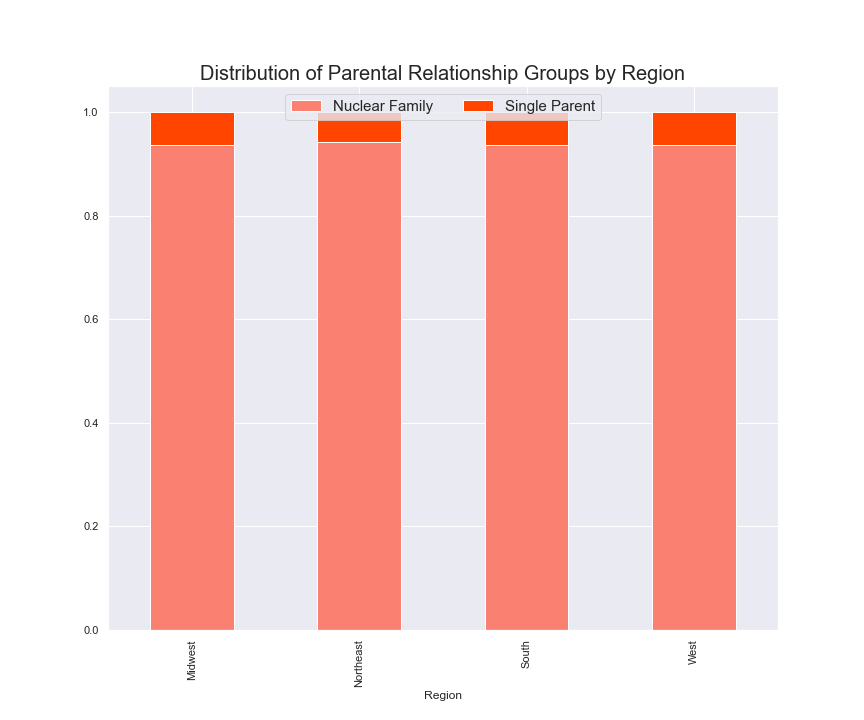 Distribution of Parental Relationship Groups by Region
Nuclear Family Single Parent
1.0
0.8
0.6
0.4
0.2
0.0
Midwest
Northeast
South
West
Region